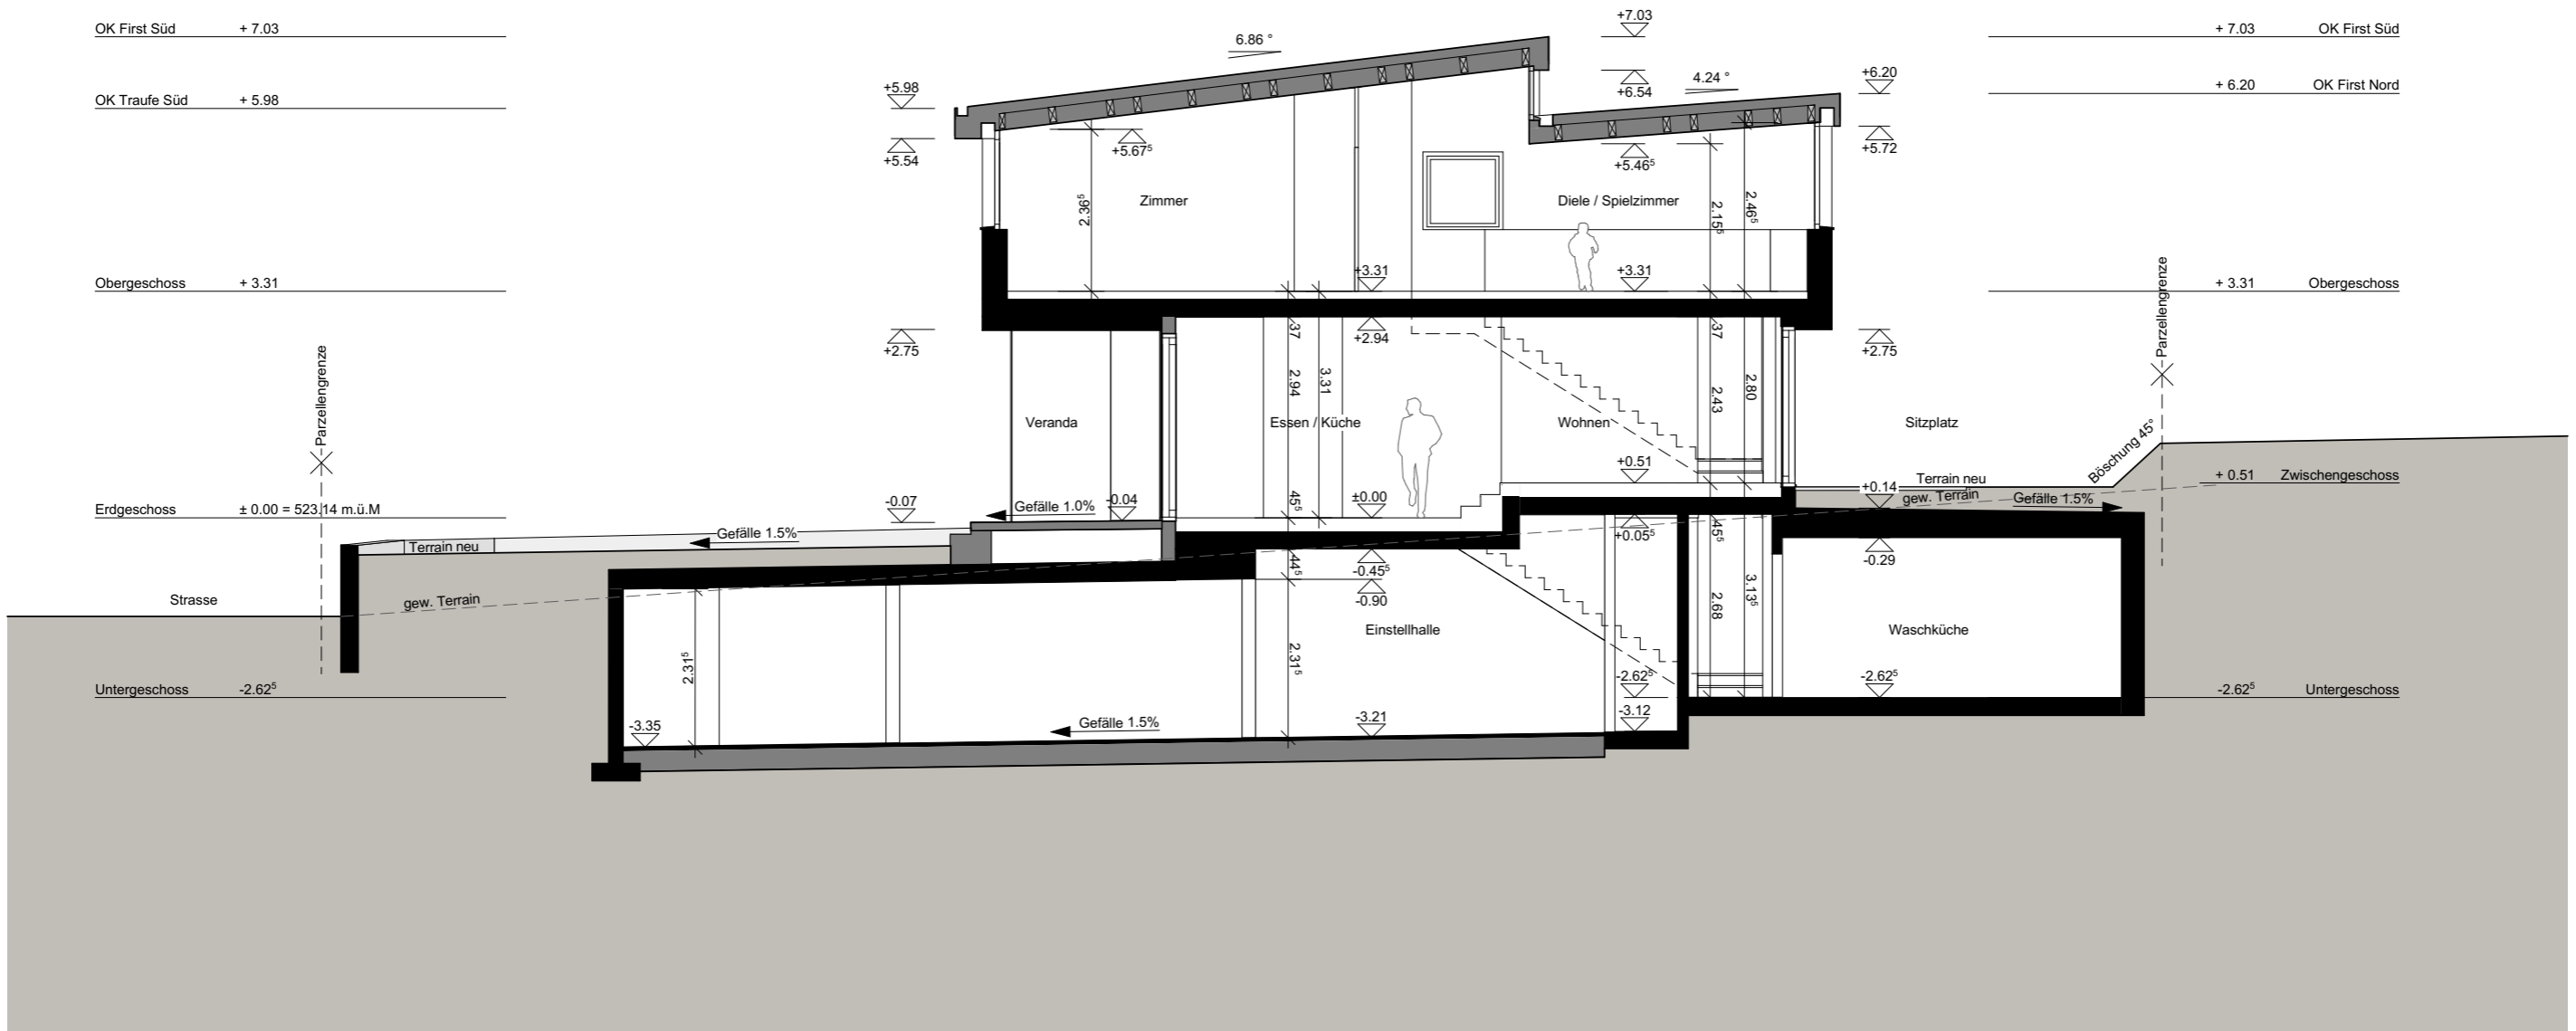 OK First Süd + 7.03
OK Traufe Süd + 5.98
Obergeschoss + 3.31
Parzellengrenze
Erdgeschoss ± 0.00 = 523.14 m.ü.M
Terrain neu
Gefälle 1.5%
Strasse
gew. Terrain
Untergeschoss -2.62⁵
6.86 °
+5.98
+5.54
+5.67⁵
+7.03
+6.54
4.24 °
+6.20
+5.72
+5.46⁵
Zimmer
Diele / Spielzimmer
2.36⁵
2.15⁵
2.46⁵
+3.31
+3.31
+2.75
37
+2.94
37
+2.75
2.94
3.31
2.43
2.80
Veranda
Essen / Küche
Wohnen
Sitzplatz
+0.51
-0.07
Gefälle 1.0%
-0.04
45⁵
±0.00
+0.14
Terrain neu
gew. Terrain
Gefälle 1.5%
Böschung 45°
+0.05⁵
45⁵
44⁵
-0.45⁵
-0.90
-0.29
3.13⁵
2.68
Einstellhalle
Waschküche
2.31⁵
2.31⁵
-2.62⁵
-2.62⁵
-3.35
Gefälle 1.5%
-3.21
-3.12
+ 7.03 OK First Süd
+ 6.20 OK First Nord
+ 3.31 Obergeschoss
Parzellengrenze
+ 0.51 Zwischengeschoss
-2.62⁵ Untergeschoss